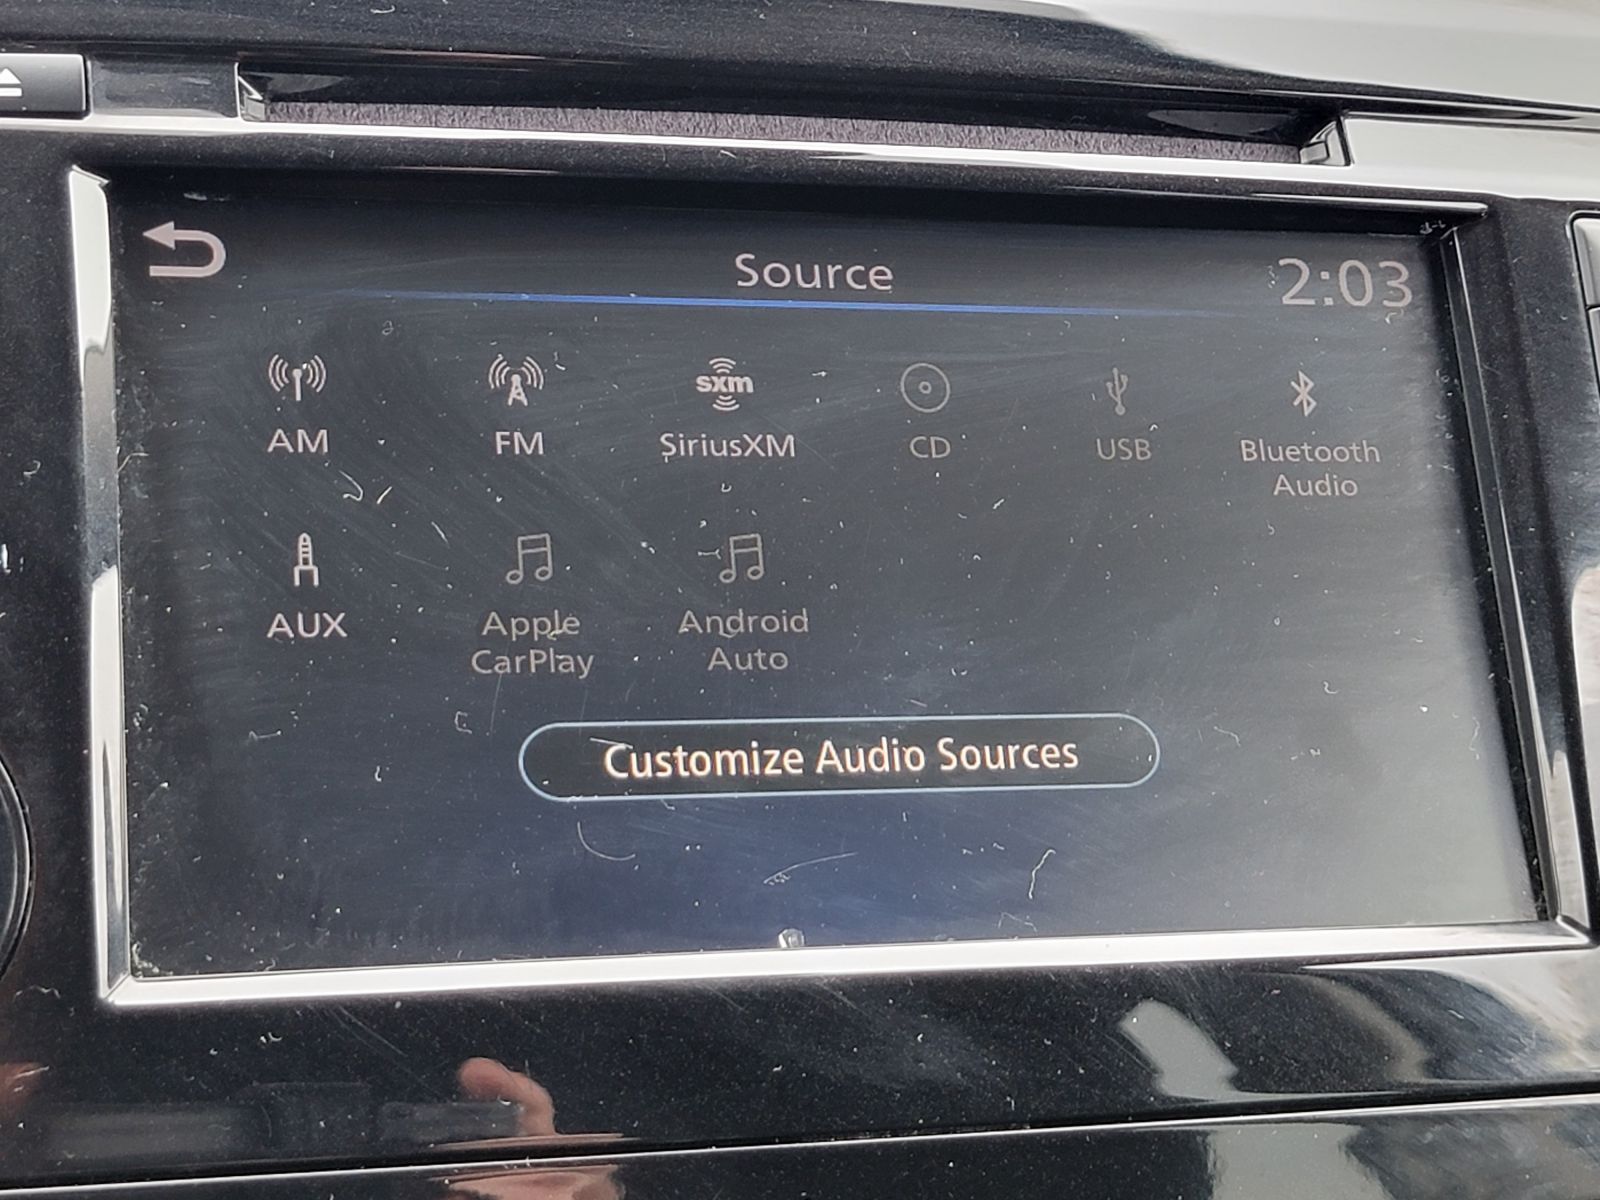 Source
2:03
sxm
AM
FM
SiriusXM
CD
USB
Bluetooth
Audio
AUX
Apple
CarPlay
Android
Auto
Customize Audio Sources